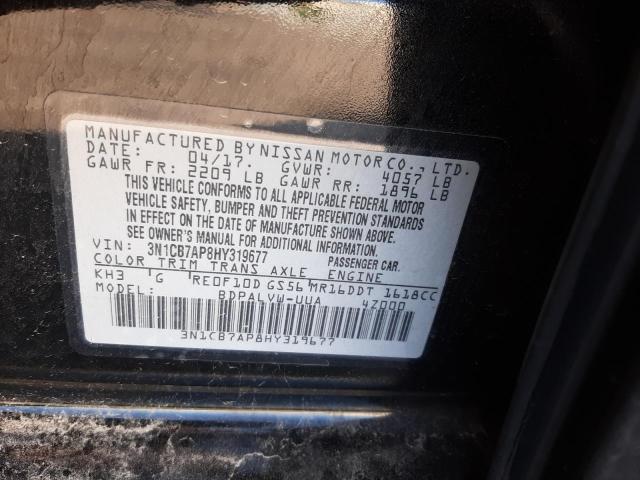 MANUFACTURED BY NISSAN MOTOR CO., LTD.
DATE: 04/17. GVWR: 4057 LB
GAWR FR: 2209 LB GAWR RR: 1896 LB
THIS VEHICLE CONFORMS TO ALL APPLICABLE FEDERAL MOTOR
VEHICLE SAFETY, BUMPER AND THEFT PREVENTION STANDARDS
IN EFFECT ON THE DATE OF MANUFACTURE SHOWN ABOVE.
SEE OWNER'S MANUAL FOR ADDITIONAL INFORMATION.
VIN: 3N1CB7AP8HY319677 PASSENGER CAR.
COLOR TRIM TRANS AXLE ENGINE
KH3 G RE0F10D GS56 MR16DDT 1618CC
MODEL: BDPALVW-UUA 4Z000
3N1CB7AP8HY319677